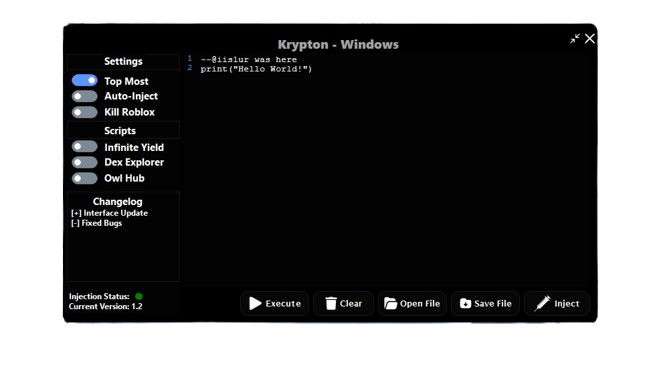 Krypton - Windows
Settings
Top Most
Auto-Inject
Kill Roblox
Scripts
Infinite Yield
Dex Explorer
Owl Hub
Changelog
[+] Interface Update
[-] Fixed Bugs
Injection Status:
Current Version: 1.2
1 --@iislur was here
2 print("Hello World!")
Execute
Clear
Open File
Save File
Inject